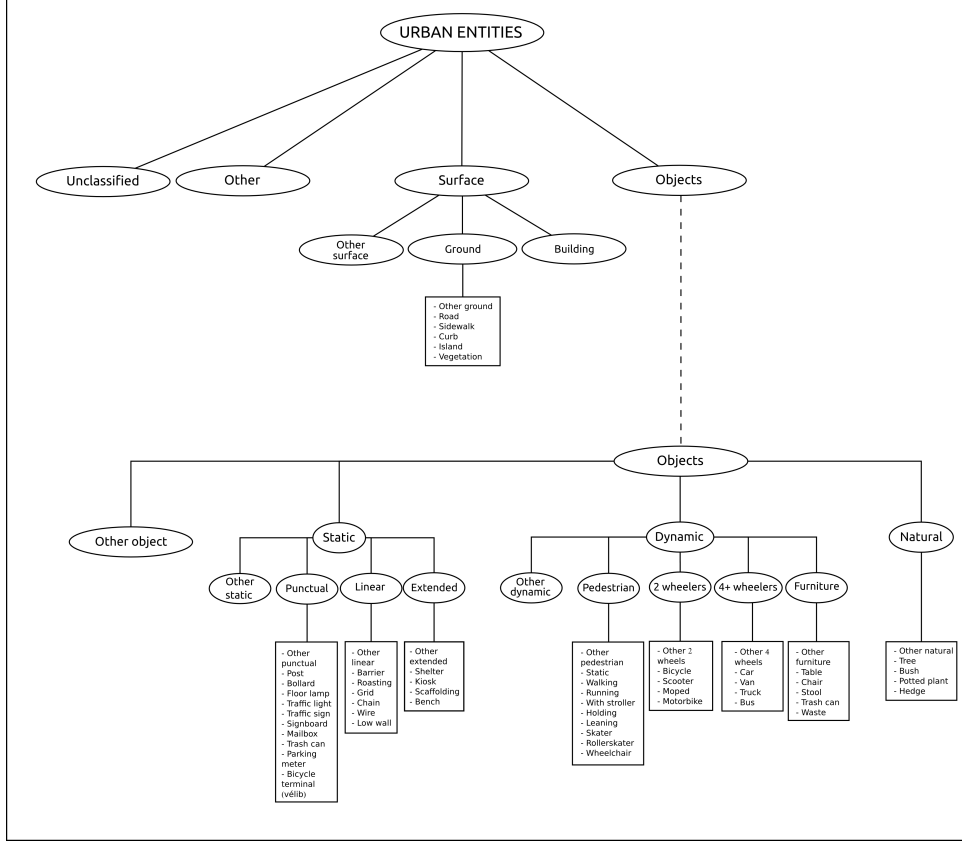 URBAN ENTITIES
Unclassified
Other
Surface
Objects
Other
surface
Ground
Building
- Other ground
- Road
- Sidewalk
- Curb
- Island
- Vegetation
Objects
Other object
Static
Dynamic
Natural
Other
static
Punctual
Linear
Extended
Other
dynamic
Pedestrian
2 wheelers
4+ wheelers
Furniture
- Other
punctual
- Post
- Bollard
- Floor lamp
- Traffic light
- Traffic sign
- Signboard
- Mailbox
- Trash can
- Parking
meter
- Bicycle
terminal
(vélib)
- Other
linear
- Barrier
- Roasting
- Grid
- Chain
- Wire
- Low wall
- Other
extended
- Shelter
- Kiosk
- Scaffolding
- Bench
- Other
pedestrian
- Static
- Walking
- Running
- With stroller
- Holding
- Leaning
- Skater
- Rollerskater
- Wheelchair
- Other 2
wheels
- Bicycle
- Scooter
- Moped
- Motorbike
- Other 4
wheels
- Car
- Van
- Truck
- Bus
- Other
furniture
- Table
- Chair
- Stool
- Trash can
- Waste
- Other natural
- Tree
- Bush
- Potted plant
- Hedge